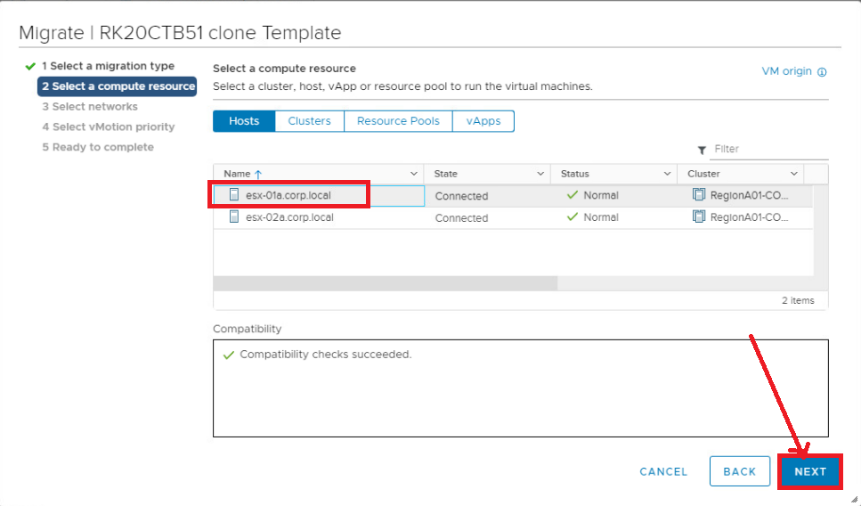 Migrate | RK20CTB51 clone Template
1 Select a migration type
2 Select a compute resource
3 Select networks
4 Select vMotion priority
5 Ready to complete
Select a compute resource
Select a cluster, host, vApp or resource pool to run the virtual machines.
VM origin
Hosts Clusters Resource Pools vApps
Filter
Name State Status Cluster
esx-01a.corp.local Connected Normal RegionA01-CO...
esx-02a.corp.local Connected Normal RegionA01-CO...
2 items
Compatibility
Compatibility checks succeeded.
CANCEL BACK NEXT